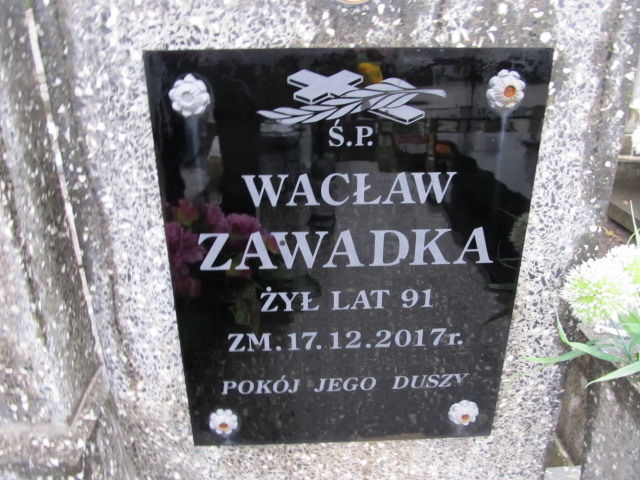 Ś.P.
WACŁAW
ZAWADKA
ŻYŁ LAT 91
ZM.17.12.2017r.
POKÓJ JEGO DUSZY